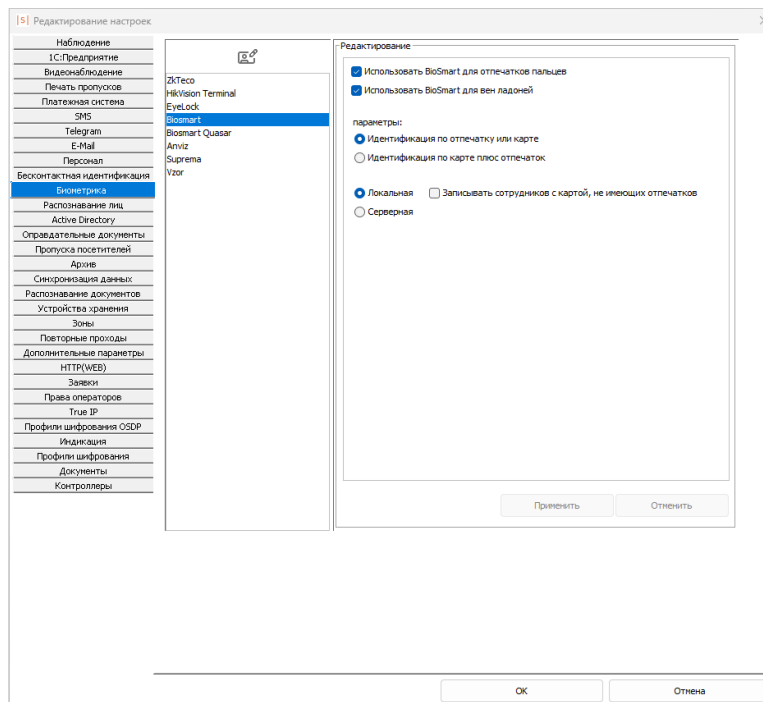 |S| Редактирование настроек
Наблюдение
1С:Предприятие
Видеонаблюдение
Печать пропусков
Платежная система
SMS
Telegram
E-Mail
Персонал
Бесконтактная идентификация
Биометрика
Распознавание лиц
Active Directory
Оправдательные документы
Пропуска посетителей
Архив
Синхронизация данных
Распознавание документов
Устройства хранения
Зоны
Повторные проходы
Дополнительные параметры
HTTP(WEB)
Заявки
Права операторов
True IP
Профили шифрования OSDP
Индикация
Профили шифрования
Документы
Контроллеры
ZkTeco
HikVision Terminal
EyeLock
Biosmart
Biosmart Quasar
Anviz
Suprema
Vzor
Редактирование
Использовать BioSmart для отпечатков пальцев
Использовать BioSmart для вен ладоней
параметры:
Идентификация по отпечатку или карте
Идентификация по карте плюс отпечаток
Локальная Записывать сотрудников с картой, не имеющих отпечатков
Серверная
Применить Отменить
OK Отмена